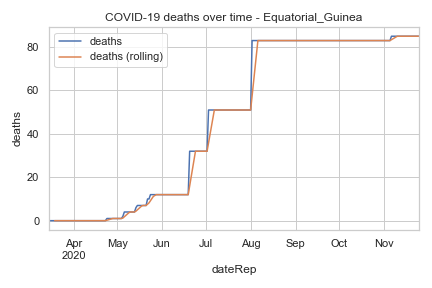 COVID-19 deaths over time - Equatorial_Guinea
deaths
deaths (rolling)
80
60
40
20
0
deaths
Apr May Jun Jul Aug Sep Oct Nov
2020
dateRep